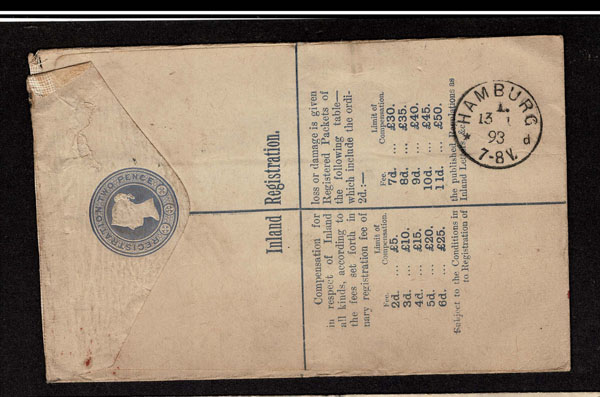 Inland Registration.
Compensation for
in respect of Inland
all kinds, according to
the fees set forth in
nary registration fee of
loss or damage is given
Registered Packets of
the following table—
which include the ordi-
2d.—
Limit of
Fee. Compensation.
2d. ... £5.
3d. ... £10.
4d. ... £15.
5d. ... £20.
6d. ... £25.
Limit of
Fee. Compensation.
7d. ... £30.
8d. ... £35.
9d. ... £40.
10d. ... £45.
11d. ... £50.
Subject to the Conditions in
to Registration of
the published Regulations as
Inland Letters, &c.
REGISTRATION TWO PENCE
HAMBURG
13
93
7-8 V.
d